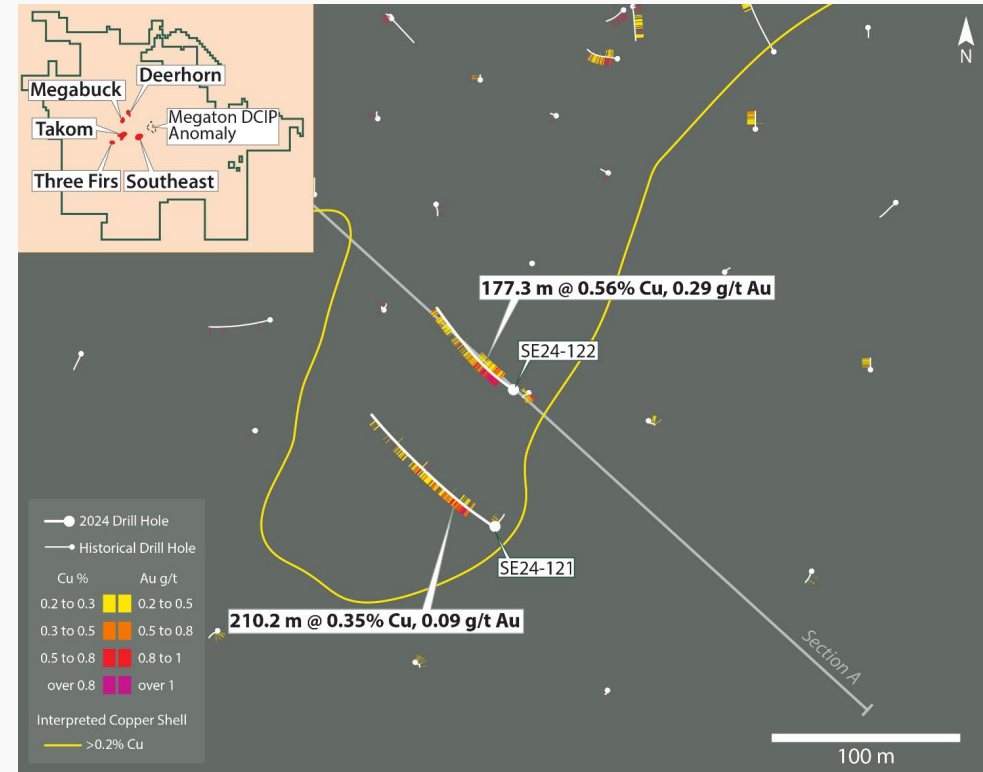 Deerhorn
Megabuck
Megaton DCIP
Anomaly
Takom
Three Firs
Southeast
N
177.3 m @ 0.56% Cu, 0.29 g/t Au
SE24-122
SE24-121
210.2 m @ 0.35% Cu, 0.09 g/t Au
Section A
2024 Drill Hole
Historical Drill Hole
Cu % Au g/t
0.2 to 0.3 0.2 to 0.5
0.3 to 0.5 0.5 to 0.8
0.5 to 0.8 0.8 to 1
over 0.8 over 1
Interpreted Copper Shell
>0.2% Cu
100 m